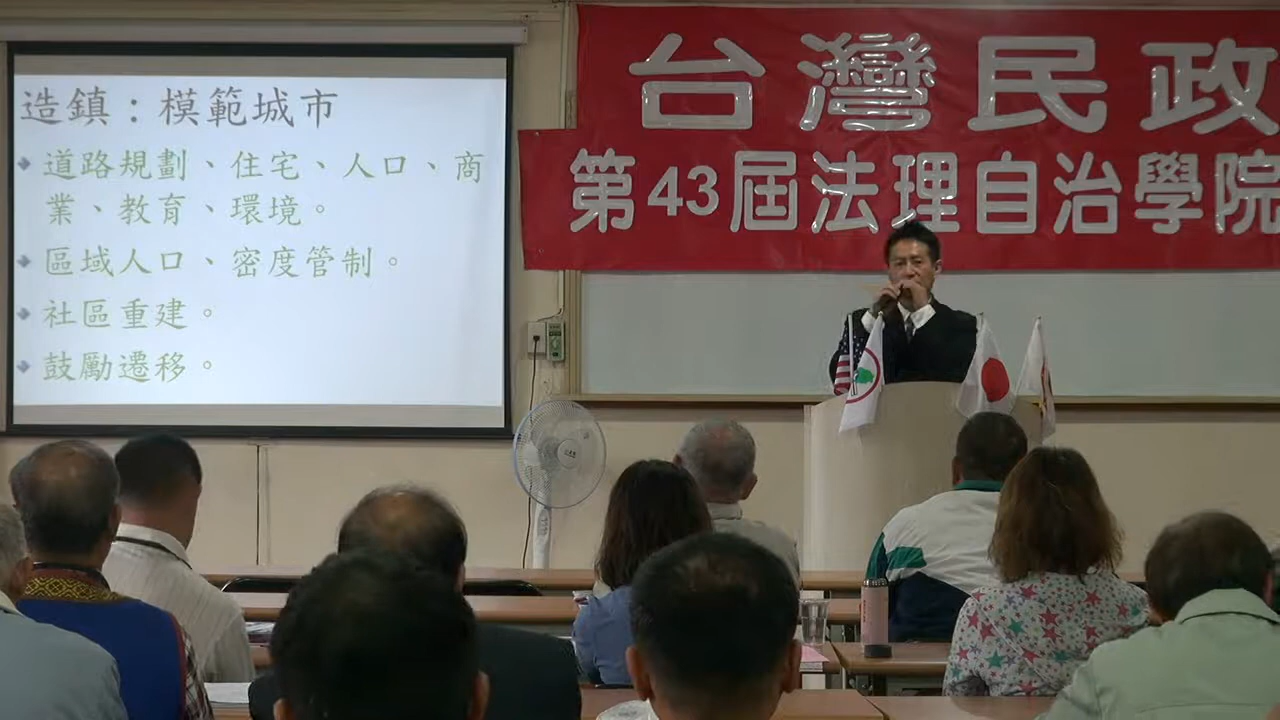 造鎮：模範城市
道路規劃、住宅、人口、商
業、教育、環境。
區域人口、密度管制。
社區重建。
鼓勵遷移。
台灣民政
第43屆法理自治學院